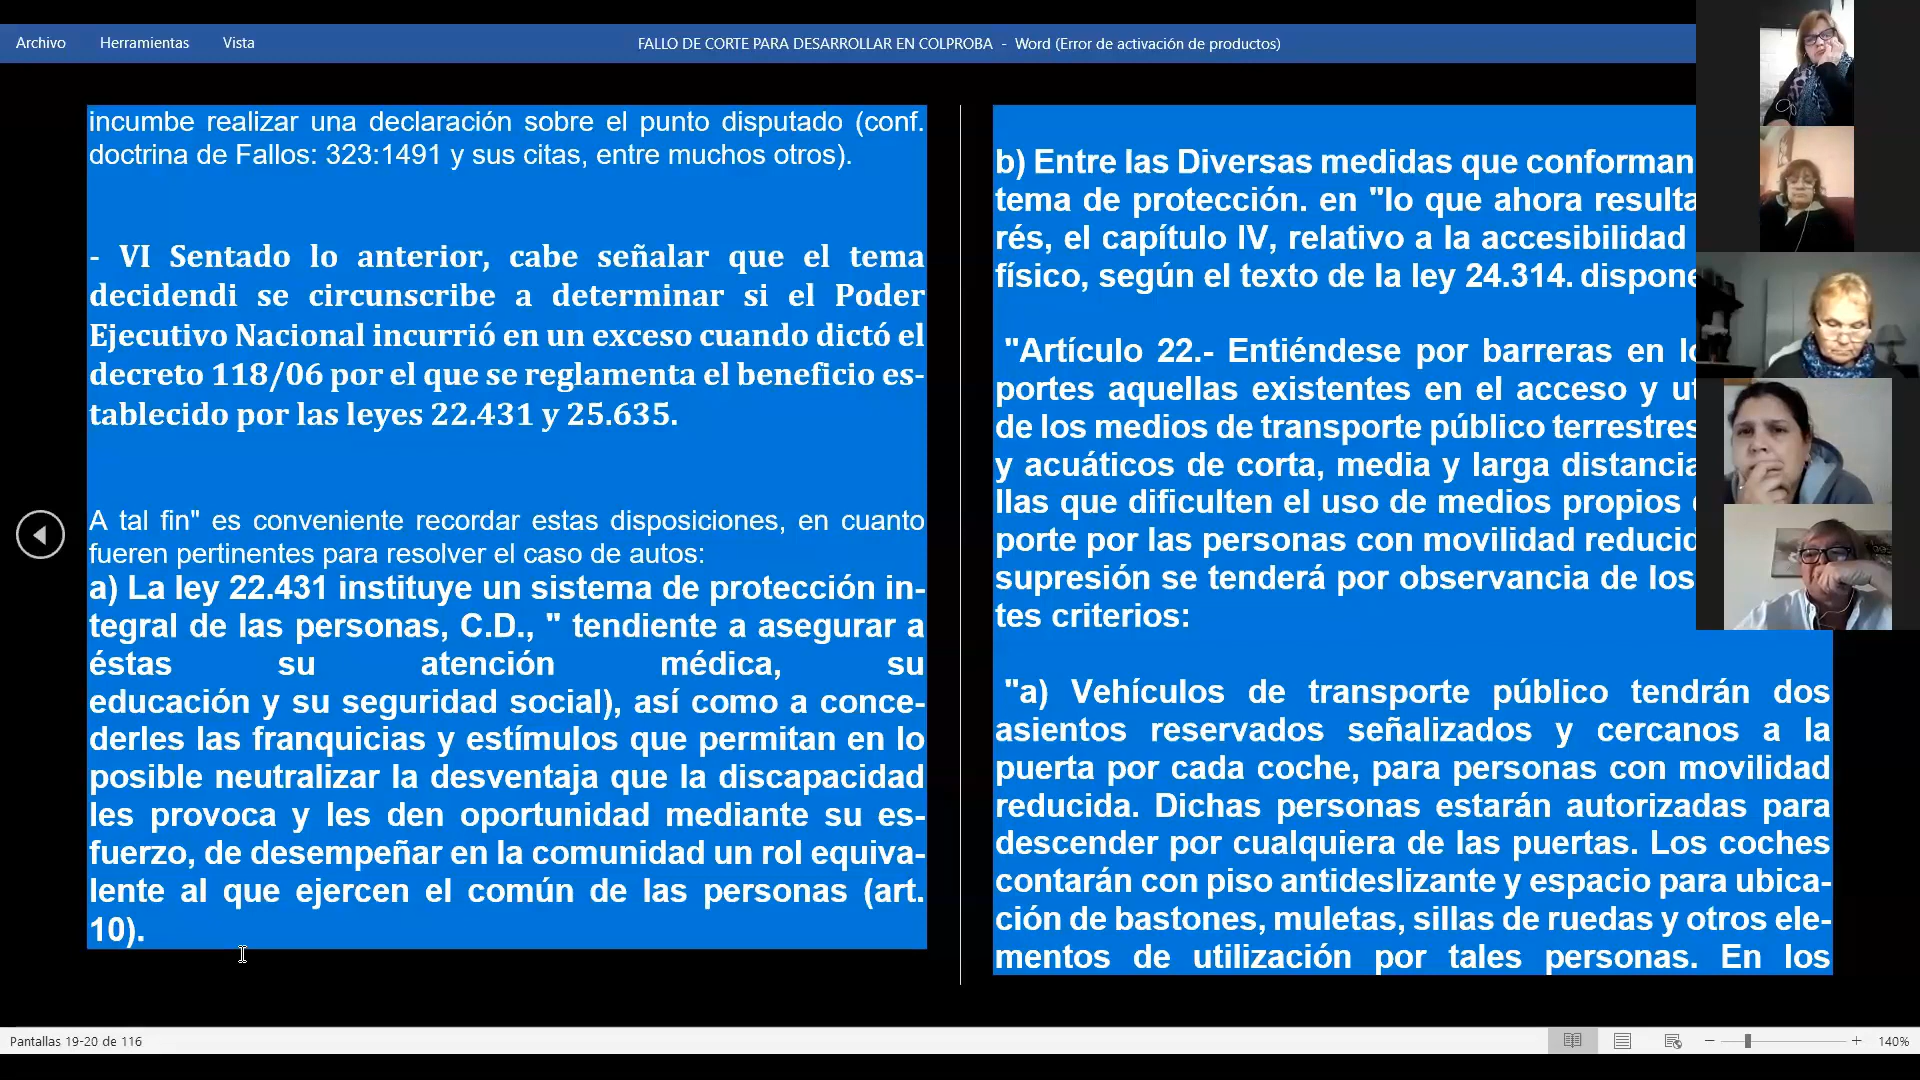 Archivo Herramientas Vista
FALLO DE CORTE PARA DESARROLLAR EN COLPROBA - Word (Error de activación de productos)
incumbe realizar una declaración sobre el punto disputado (conf.
doctrina de Fallos: 323:1491 y sus citas, entre muchos otros).
- VI Sentado lo anterior, cabe señalar que el tema
decidendi se circunscribe a determinar si el Poder
Ejecutivo Nacional incurrió en un exceso cuando dictó el
decreto 118/06 por el que se reglamenta el beneficio es-
tablecido por las leyes 22.431 y 25.635.
A tal fin" es conveniente recordar estas disposiciones, en cuanto
fueren pertinentes para resolver el caso de autos:
a) La ley 22.431 instituye un sistema de protección in-
tegral de las personas, C.D., " tendiente a asegurar a
éstas su atención médica, su
educación y su seguridad social), así como a conce-
derles las franquicias y estímulos que permitan en lo
posible neutralizar la desventaja que la discapacidad
les provoca y les den oportunidad mediante su es-
fuerzo, de desempeñar en la comunidad un rol equiva-
lente al que ejercen el común de las personas (art.
10).
b) Entre las Diversas medidas que conforman
tema de protección. en "lo que ahora resulta
rés, el capítulo IV, relativo a la accesibilidad
físico, según el texto de la ley 24.314. dispone
"Artículo 22.- Entiéndese por barreras en
portes aquellas existentes en el acceso y
de los medios de transporte público terrestres
y acuáticos de corta, media y larga distancia
llas que dificulten el uso de medios propios
porte por las personas con movilidad
supresión se tenderá por observancia de los
tes criterios:
"a) Vehículos de transporte público tendrán dos
asientos reservados señalizados y cercanos a la
puerta por cada coche, para personas con movilidad
reducida. Dichas personas estarán autorizadas para
descender por cualquiera de las puertas. Los coches
contarán con piso antideslizante y espacio para ubica-
ción de bastones, muletas, sillas de ruedas y otros ele-
mentos de utilización por tales personas. En los
Pantallas 19-20 de 116
140%